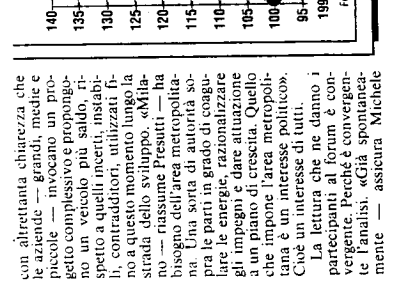 con altrettanta chiarezza che
le aziende — grandi, medie e
piccole — invocano un pro-
getto complessivo e propongo-
no un veicolo più saldo, ri-
spetto a quelli incerti, instabi-
li, contradditori, utilizzati fi-
no a questo momento lungo la
strada dello sviluppo. «Mila-
no — riassume Presutti — ha
bisogno dell'area metropolita-
na. Una sorta di autorità so-
pra le parti in grado di coagu-
lare le energie, razionalizzare
gli impegni e dare attuazione
a un piano di crescita. Quello
che impone l'area metropoli-
tana è un interesse politico».
Cioè un interesse di tutti.
La lettura che ne danno i
partecipanti al forum è con-
vergente. Perché è convergen-
te l'analisi. «Già spontanea-
mente — assicura Michele
140
135
130
125
120
115
110
105
100
95
199